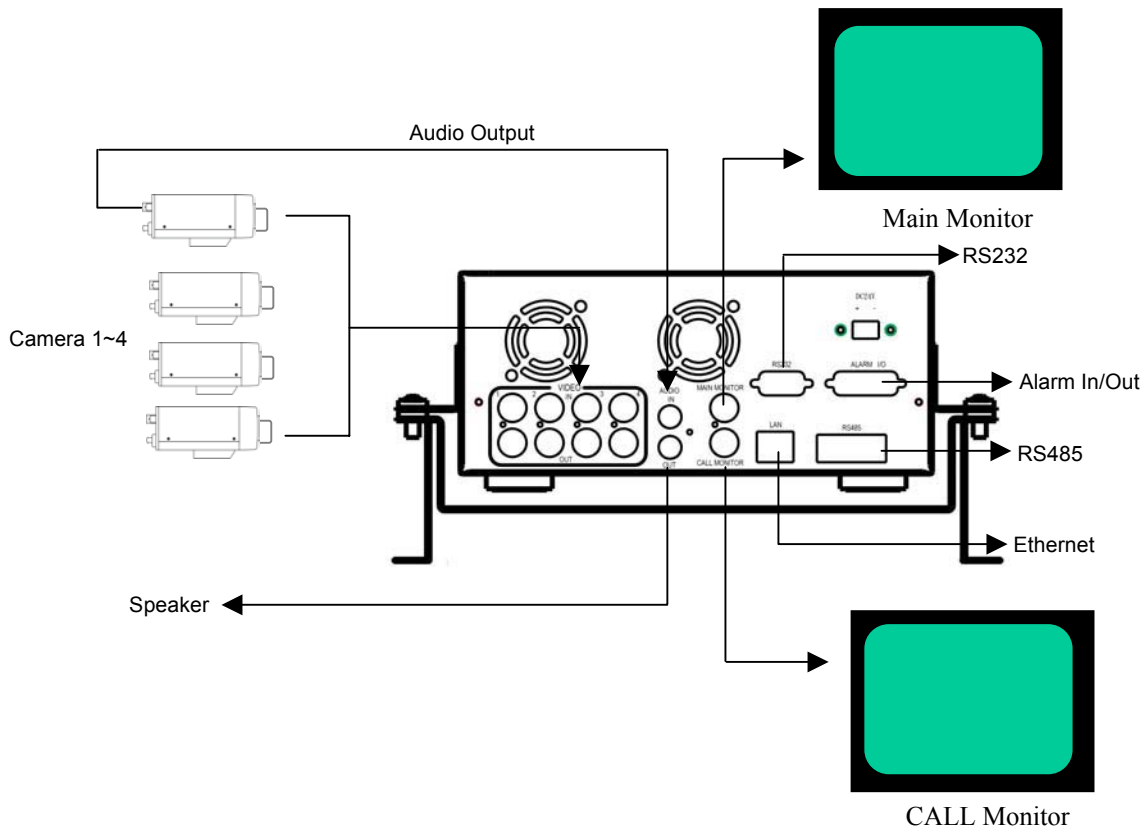 Audio Output
Main Monitor
RS232
Camera 1~4
DC24V
+ -
RS232
ALARM I/O
Alarm In/Out
VIDEO
IN
1 2 3 4
OUT
AUDIO
IN
OUT
MAIN MONITOR
CALL MONITOR
LAN
RS485
RS485
Ethernet
Speaker
CALL Monitor